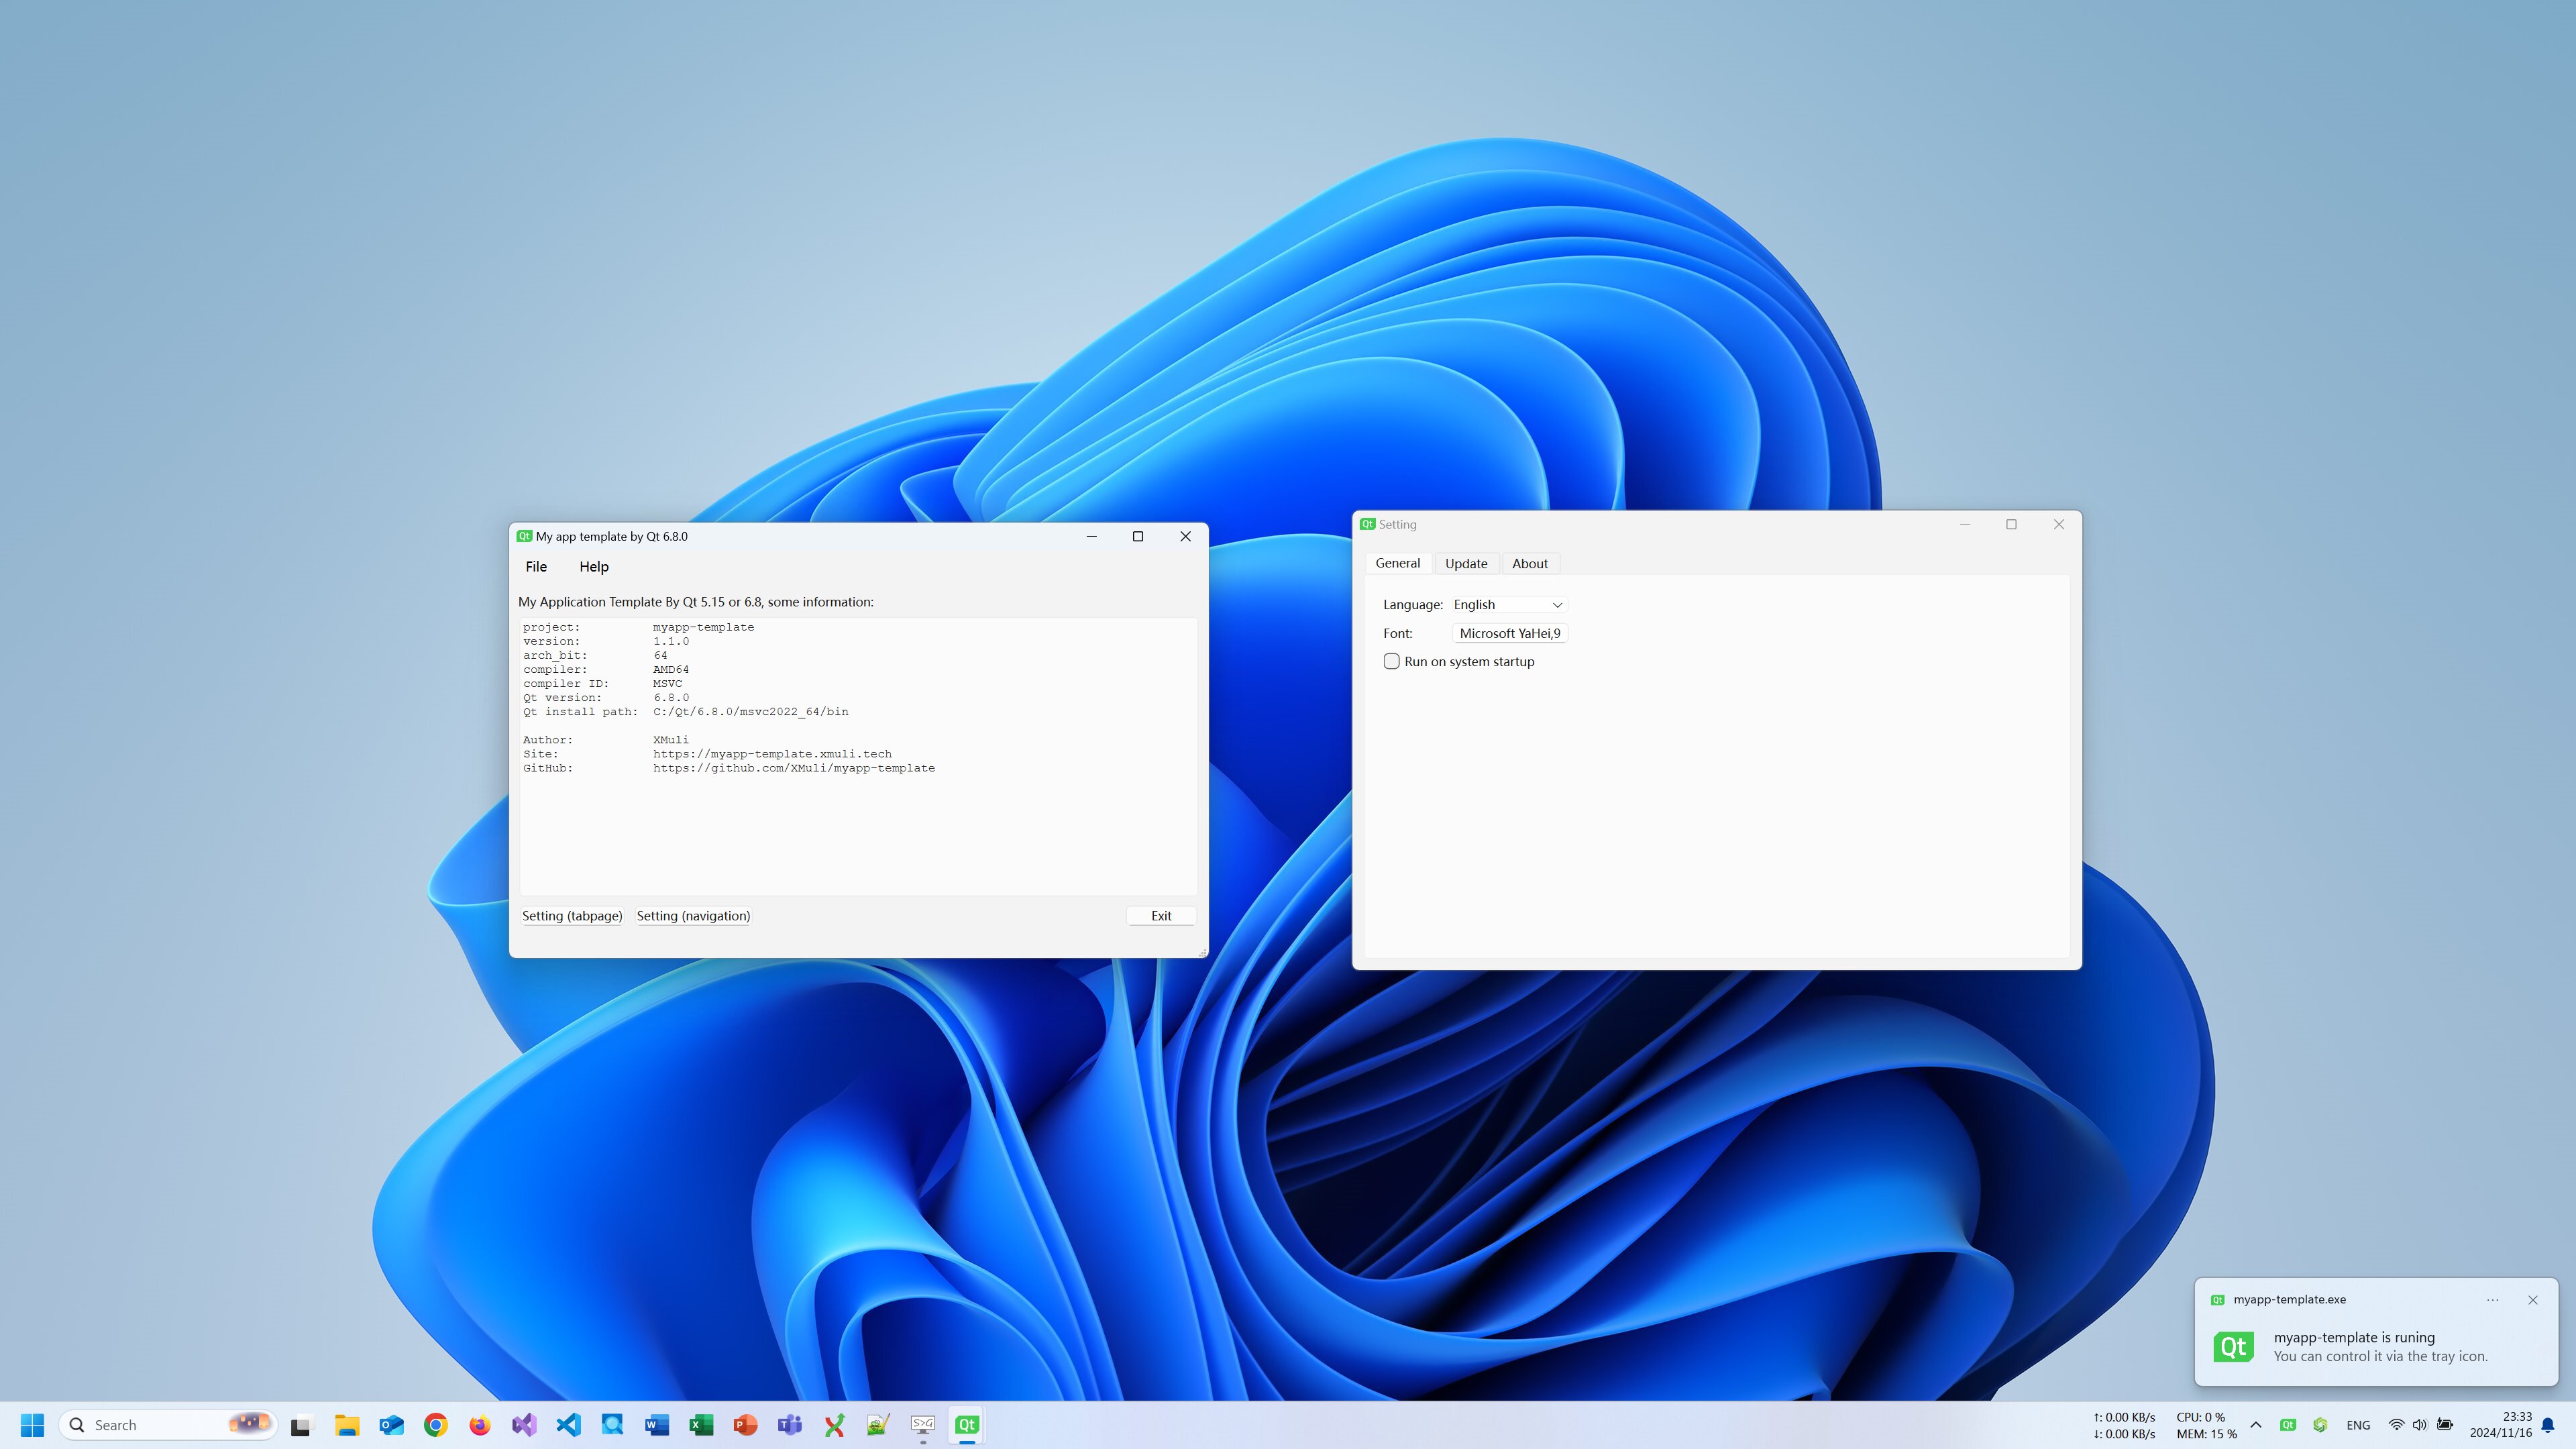 My app template by Qt 6.8.0
File Help
My Application Template By Qt 5.15 or 6.8, some information:
project: myapp-template
version: 1.1.0
arch_bit: 64
compiler: AMD64
compiler ID: MSVC
Qt version: 6.8.0
Qt install path: C:/Qt/6.8.0/msvc2022_64/bin
Author: XMuli
Site: https://myapp-template.xmuli.tech
GitHub: https://github.com/XMuli/myapp-template
Setting (tabpage) Setting (navigation) Exit
Setting
General Update About
Language: English
Font: Microsoft YaHei,9
Run on system startup
myapp-template.exe
Qt
myapp-template is runing
You can control it via the tray icon.
Search
↑: 0.00 KB/s CPU: 0 %
↓: 0.00 KB/s MEM: 15 %
ENG
23:33
2024/11/16